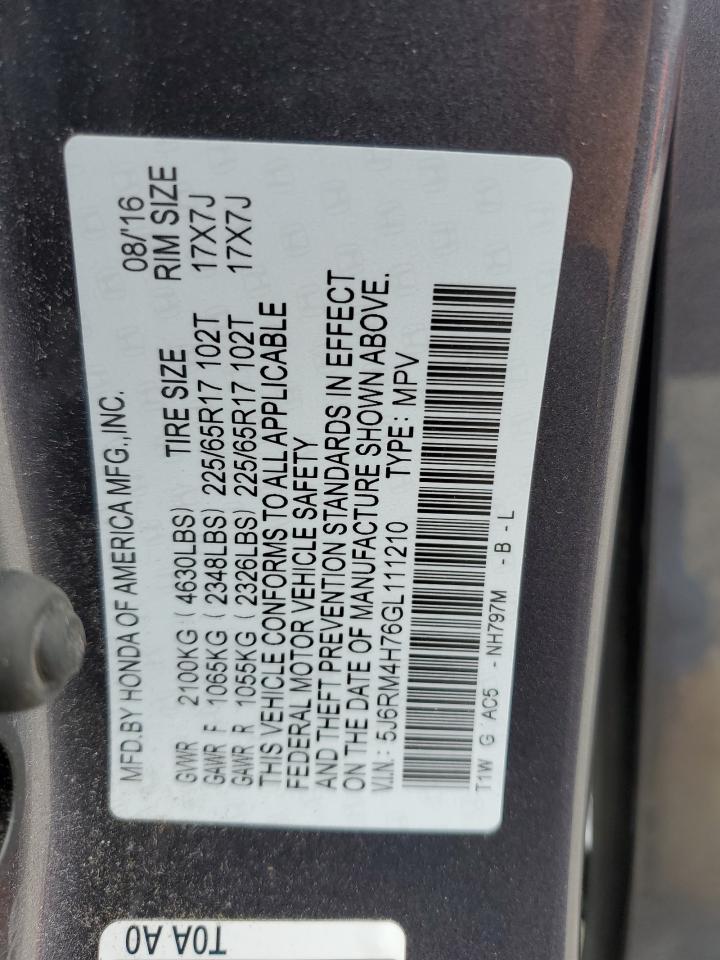 MFD.BY HONDA OF AMERICA MFG.,INC. 08/'16
GVWR 2100KG ( 4630LBS) TIRE SIZE RIM SIZE
GAWR F 1065KG ( 2348LBS) 225/65R17 102T 17X7J
GAWR R 1055KG ( 2326LBS) 225/65R17 102T 17X7J
THIS VEHICLE CONFORMS TO ALL APPLICABLE
FEDERAL MOTOR VEHICLE SAFETY
AND THEFT PREVENTION STANDARDS IN EFFECT
ON THE DATE OF MANUFACTURE SHOWN ABOVE.
V.I.N.: 5J6RM4H76GL111210 TYPE: MPV
T1W G AC5 - NH797M - B - L
T0A A0